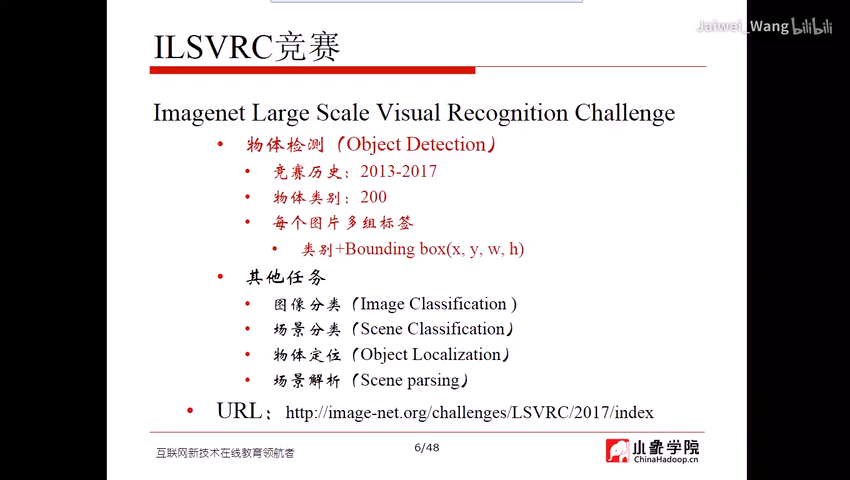 Jaiwei_Wang bilibili
ILSVRC竞赛
Imagenet Large Scale Visual Recognition Challenge
• 物体检测（Object Detection）
• 竞赛历史：2013-2017
• 物体类别：200
• 每个图片多组标签
• 类别+Bounding box(x, y, w, h)
• 其他任务
• 图像分类（Image Classification )
• 场景分类（Scene Classification）
• 物体定位（Object Localization）
• 场景解析（Scene parsing）
• URL：http://image-net.org/challenges/LSVRC/2017/index
互联网新技术在线教育领航者
6/48
小象学院
ChinaHadoop.cn